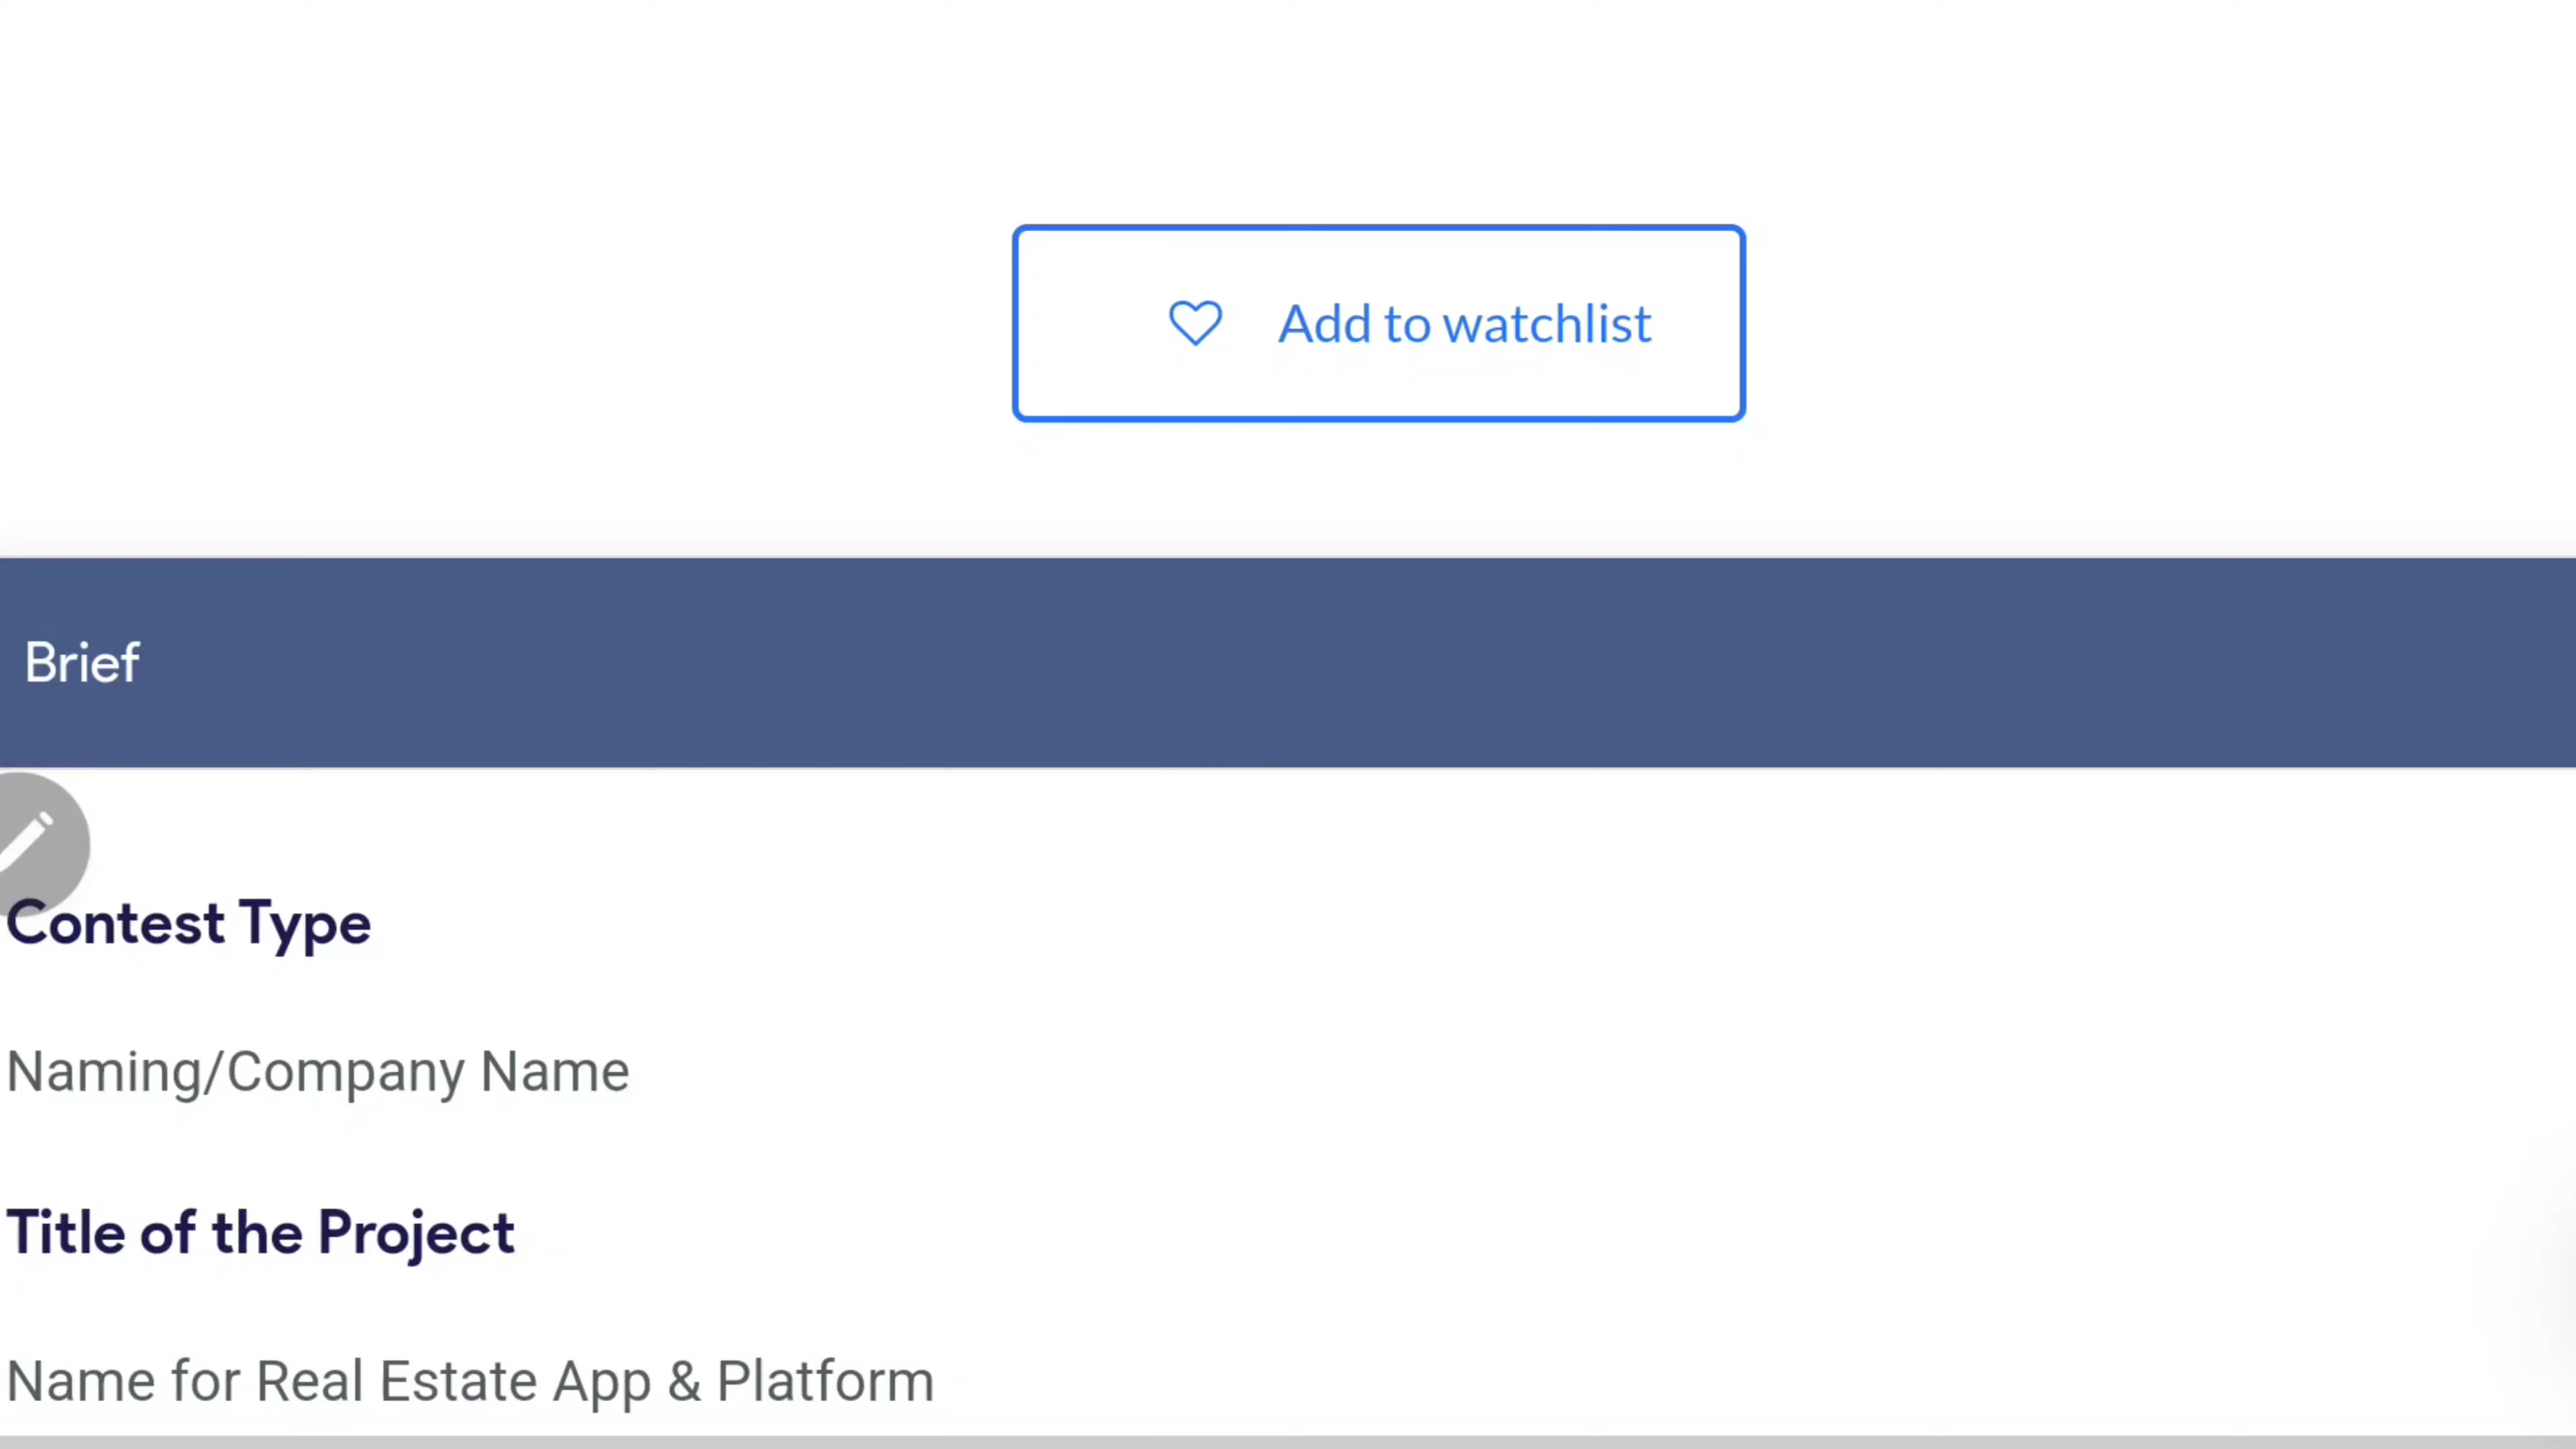 Add to watchlist
Brief
Contest Type
Naming/Company Name
Title of the Project
Name for Real Estate App & Platform